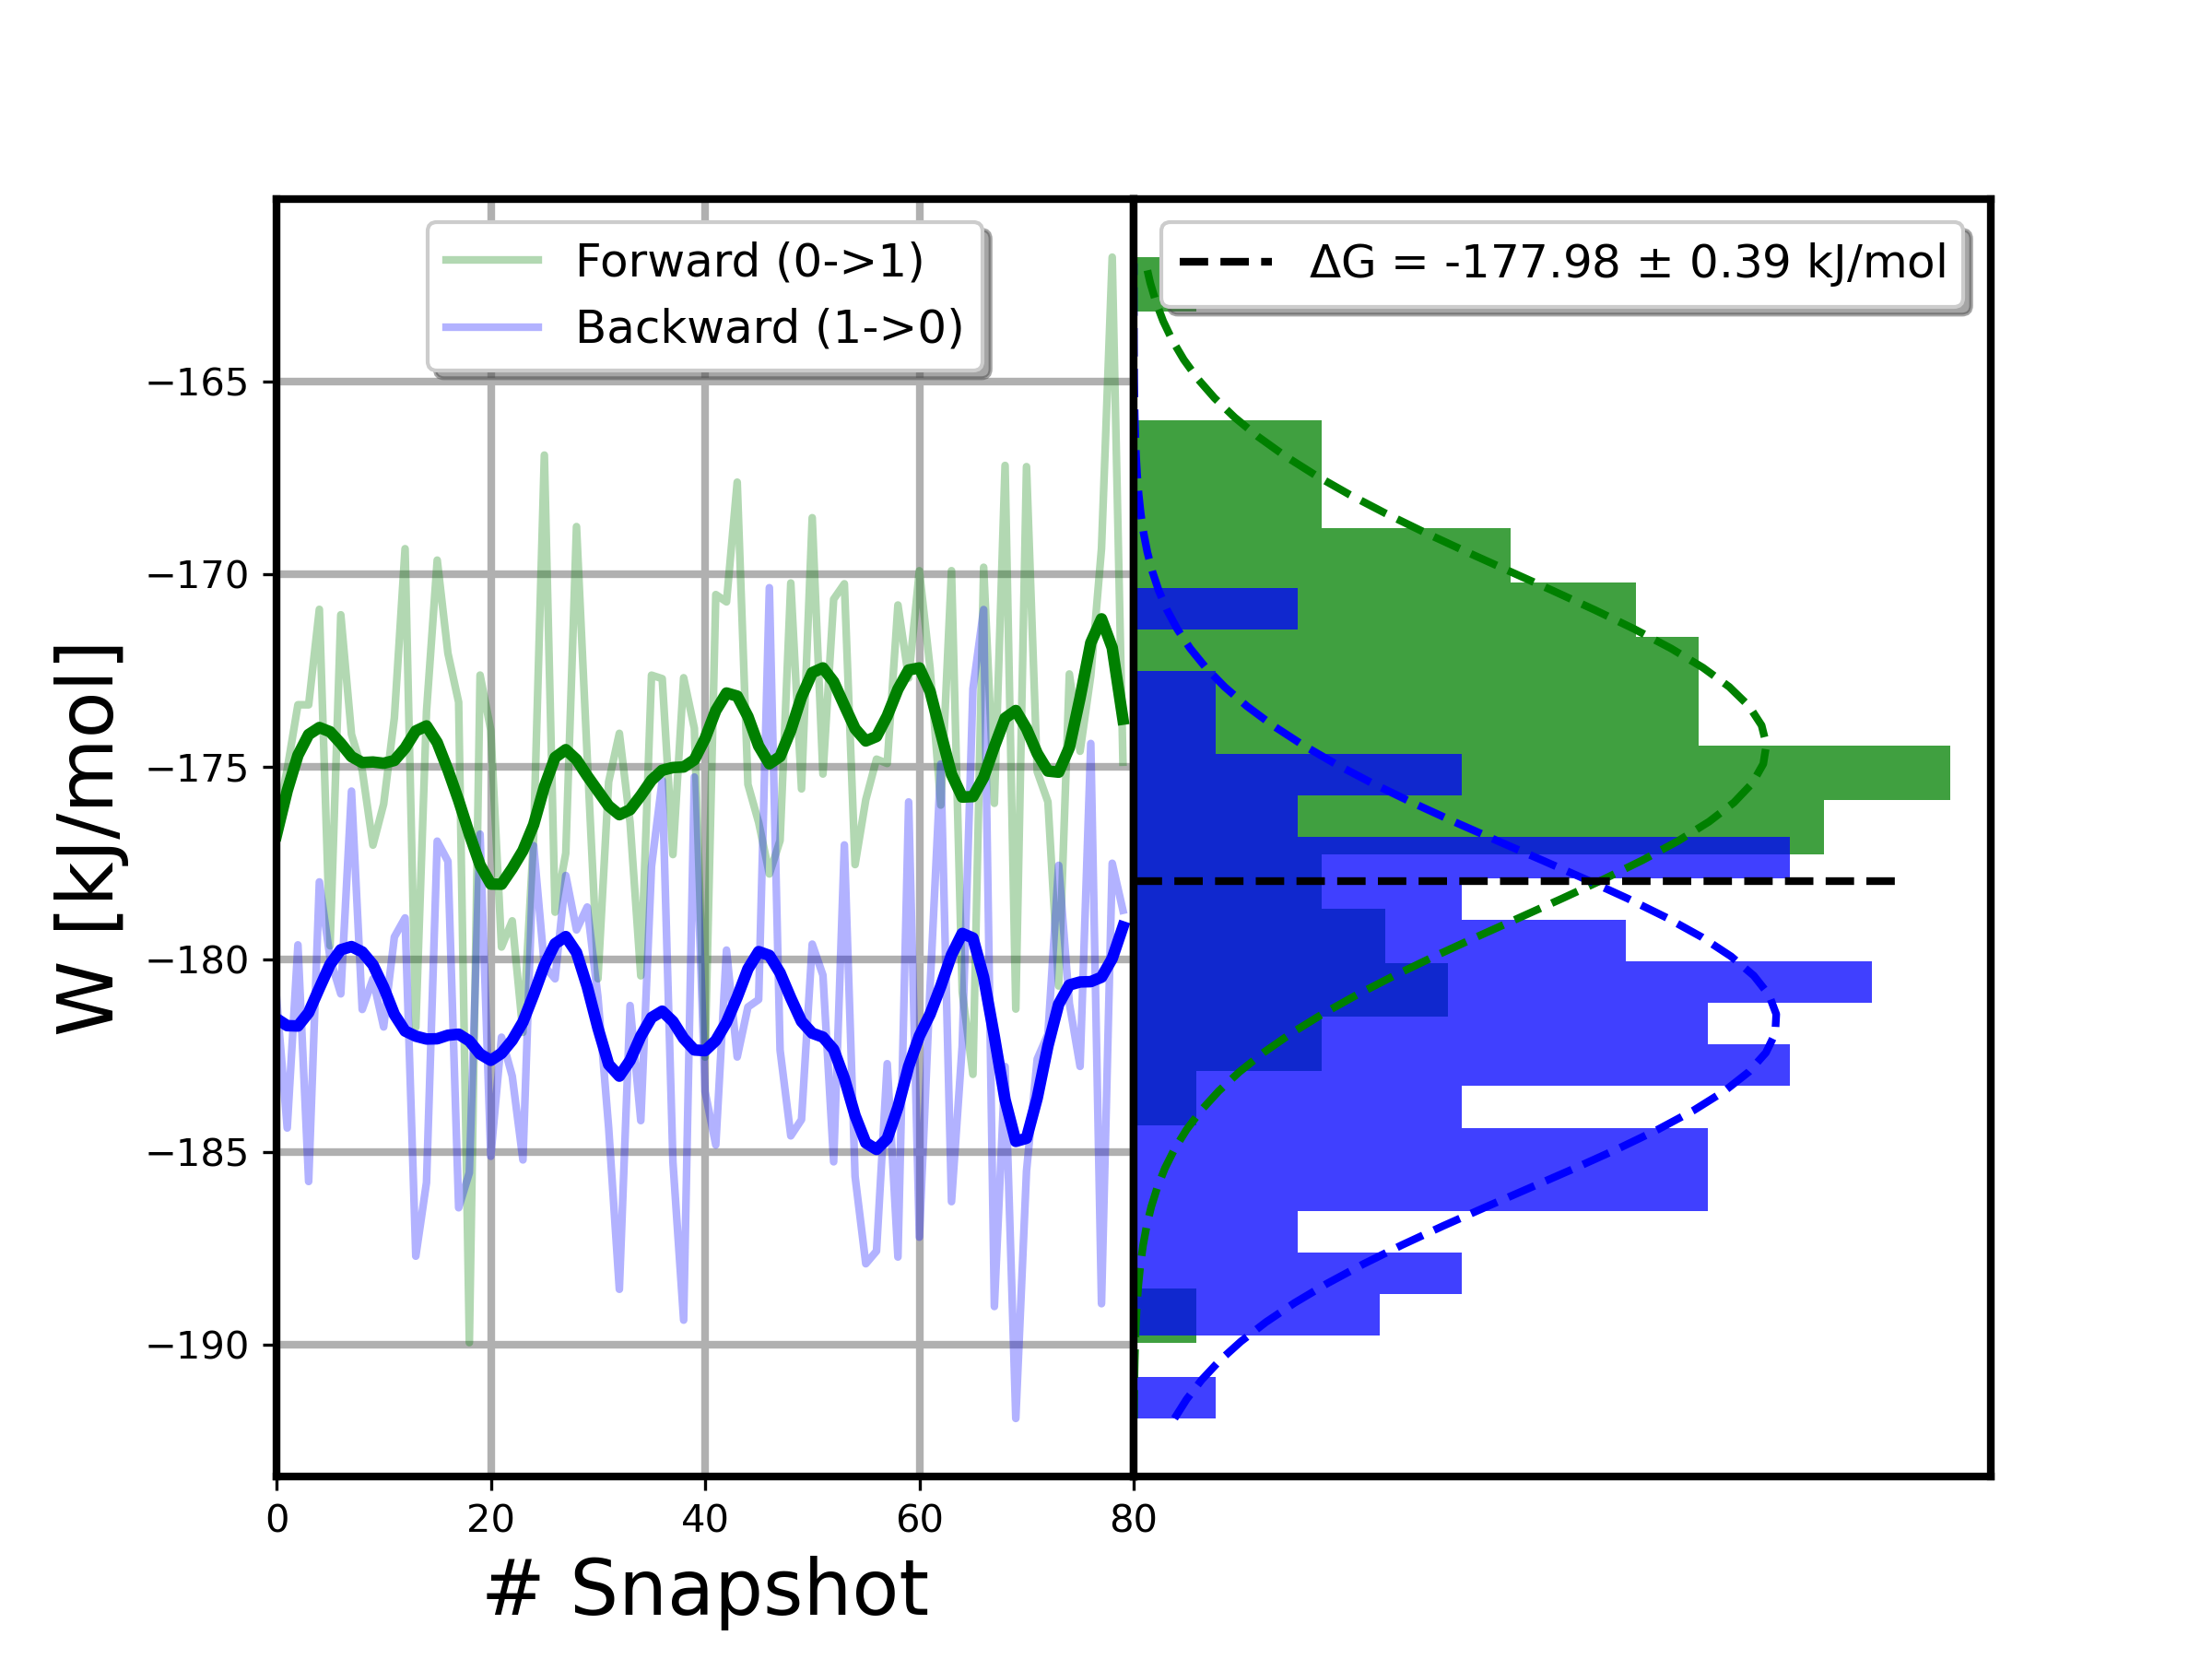 Forward (0->1)
Backward (1->0)
ΔG = -177.98 ± 0.39 kJ/mol
W [kJ/mol]
−165
−170
−175
−180
−185
−190
0 20 40 60 80
# Snapshot